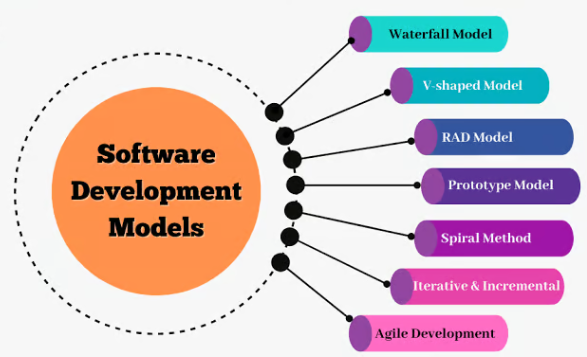 Software
Development
Models
Waterfall Model
V-shaped Model
RAD Model
Prototype Model
Spiral Method
Iterative & Incremental
Agile Development